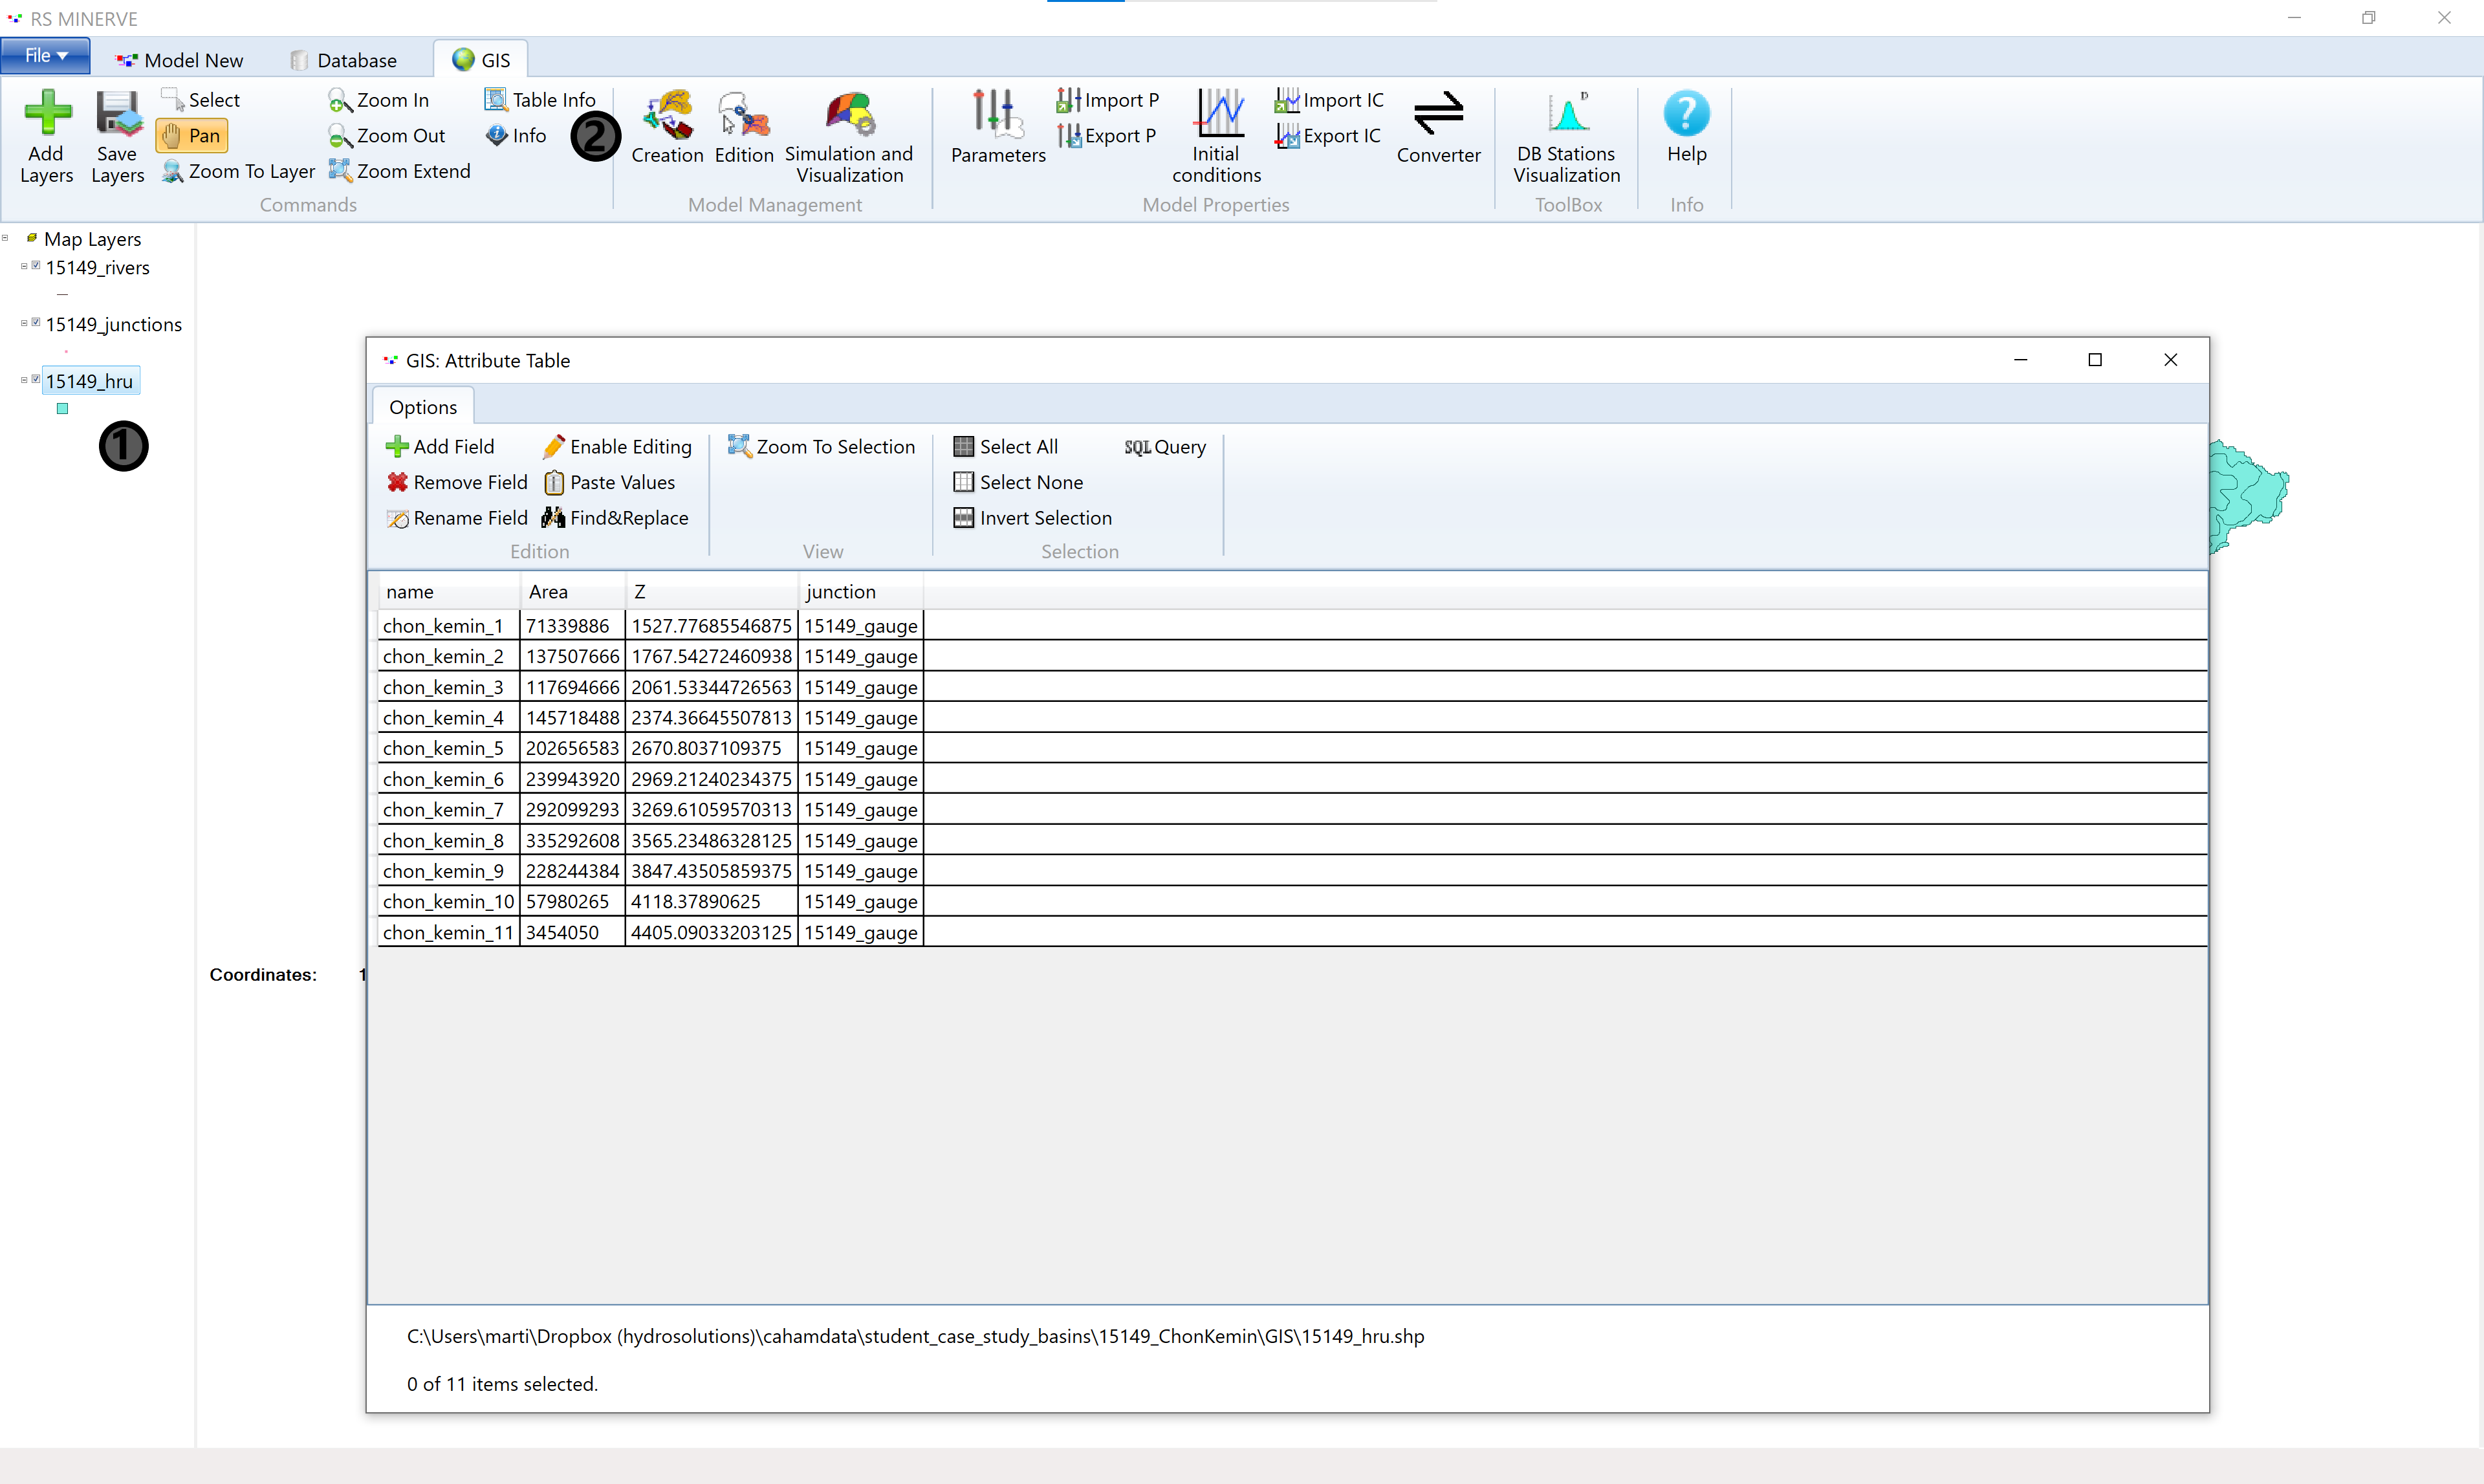 RS MINERVE
File Model New Database GIS
Add Layers
Save Layers
Select
Pan
Zoom To Layer
Zoom In
Zoom Out
Zoom Extend
Table Info
Info
2
Commands
Creation
Edition
Simulation and Visualization
Model Management
Parameters
Import P
Export P
Initial conditions
Import IC
Export IC
Converter
Model Properties
DB Stations Visualization
ToolBox
Help
Info
Map Layers
15149_rivers
15149_junctions
15149_hru
1
Coordinates: 1
GIS: Attribute Table
Options
Add Field
Remove Field
Rename Field
Enable Editing
Paste Values
Find&Replace
Edition
Zoom To Selection
View
Select All
Select None
Invert Selection
SQL Query
Selection
name Area Z junction
chon_kemin_1 71339886 1527.77685546875 15149_gauge
chon_kemin_2 137507666 1767.54272460938 15149_gauge
chon_kemin_3 117694666 2061.53344726563 15149_gauge
chon_kemin_4 145718488 2374.36645507813 15149_gauge
chon_kemin_5 202656583 2670.8037109375 15149_gauge
chon_kemin_6 239943920 2969.21240234375 15149_gauge
chon_kemin_7 292099293 3269.61059570313 15149_gauge
chon_kemin_8 335292608 3565.23486328125 15149_gauge
chon_kemin_9 228244384 3847.43505859375 15149_gauge
chon_kemin_10 57980265 4118.37890625 15149_gauge
chon_kemin_11 3454050 4405.09033203125 15149_gauge
C:\Users\marti\Dropbox (hydrosolutions)\cahamdata\student_case_study_basins\15149_ChonKemin\GIS\15149_hru.shp
0 of 11 items selected.